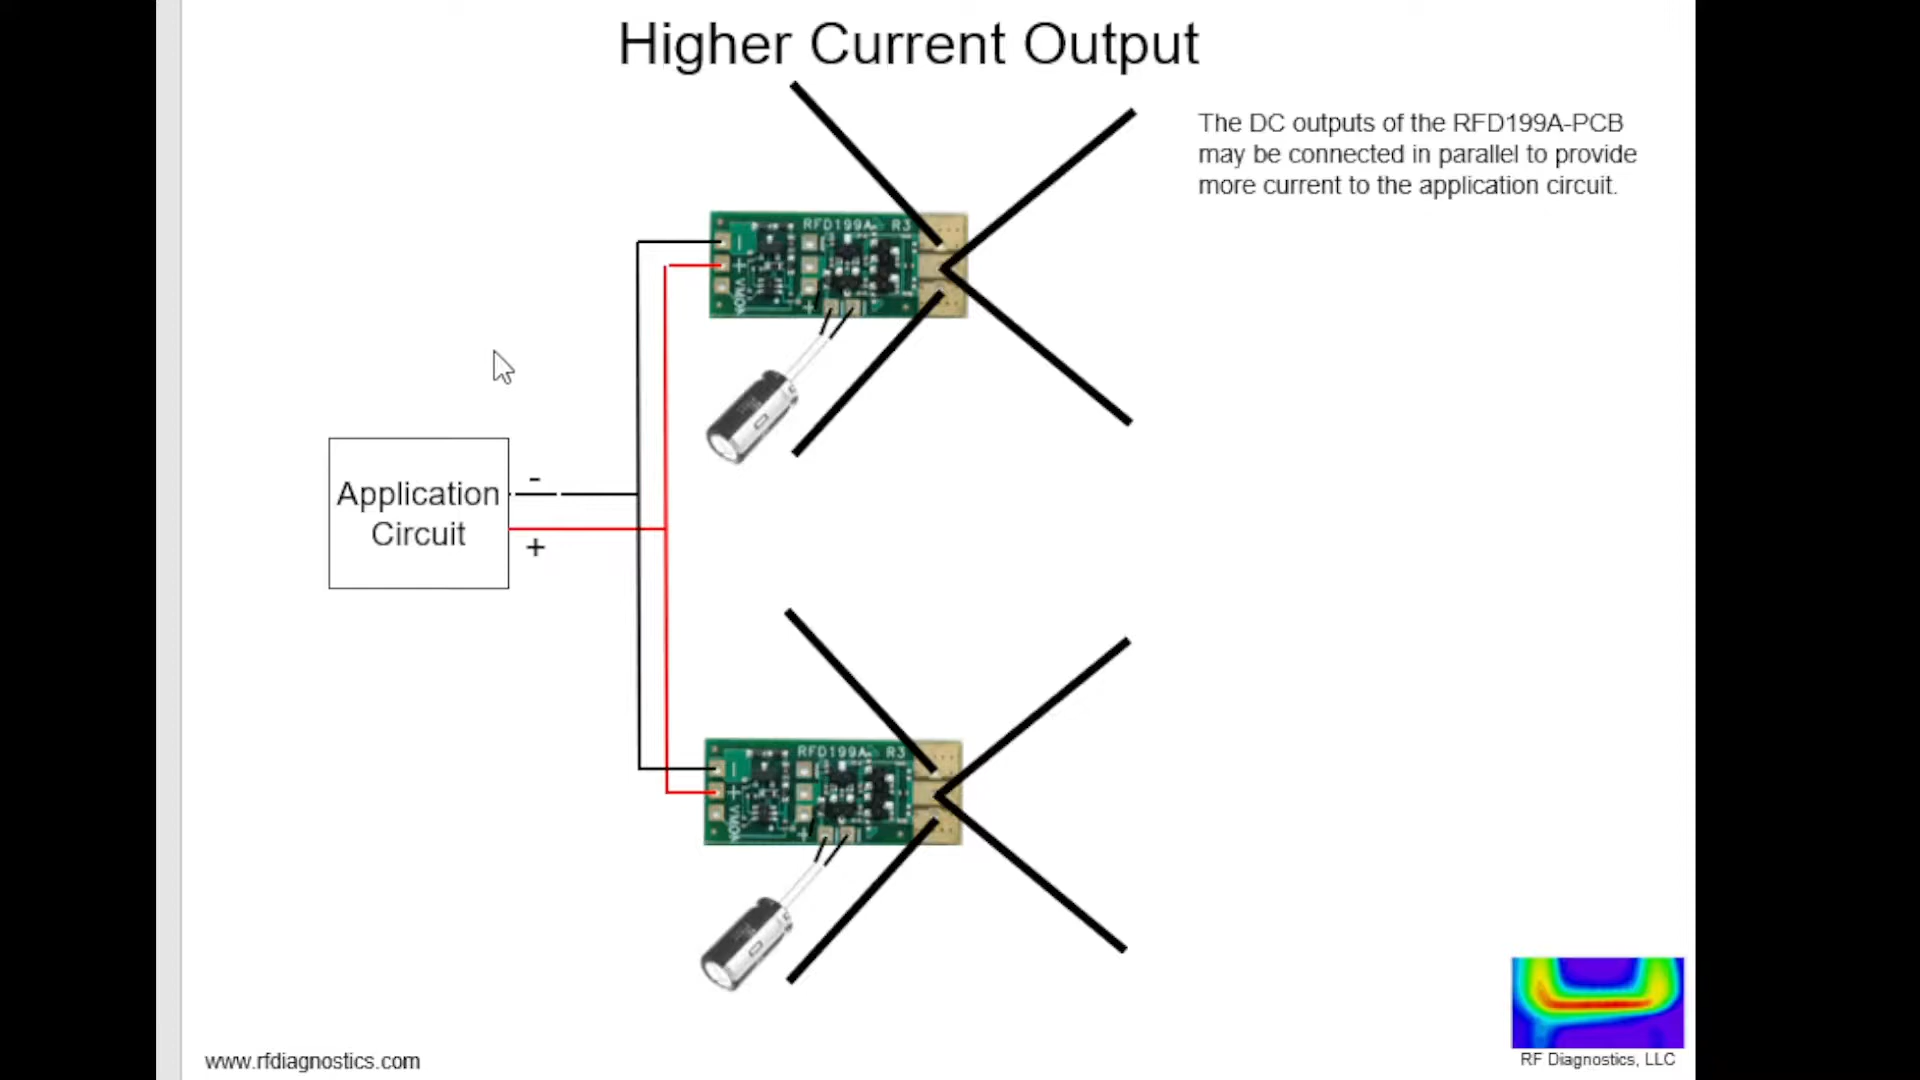 Higher Current Output
The DC outputs of the RFD199A-PCB
may be connected in parallel to provide
more current to the application circuit.
RFD199A R3
- +
+
Application
Circuit
-
+
RFD199A R3
- +
+
www.rfdiagnostics.com
RF Diagnostics, LLC